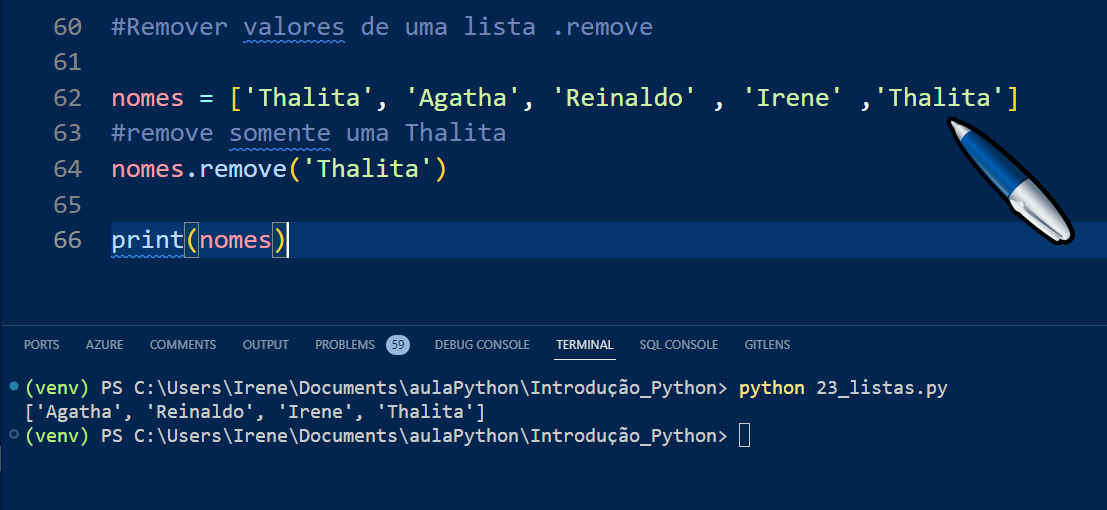 60 #Remover valores de uma lista .remove
61
62 nomes = ['Thalita', 'Agatha', 'Reinaldo' , 'Irene' ,'Thalita']
63 #remove somente uma Thalita
64 nomes.remove('Thalita')
65
66 print(nomes)
PORTS AZURE COMMENTS OUTPUT PROBLEMS 59 DEBUG CONSOLE TERMINAL SQL CONSOLE GITLENS
(venv) PS C:\Users\Irene\Documents\aulaPython\Introdução_Python> python 23_listas.py
['Agatha', 'Reinaldo', 'Irene', 'Thalita']
(venv) PS C:\Users\Irene\Documents\aulaPython\Introdução_Python>